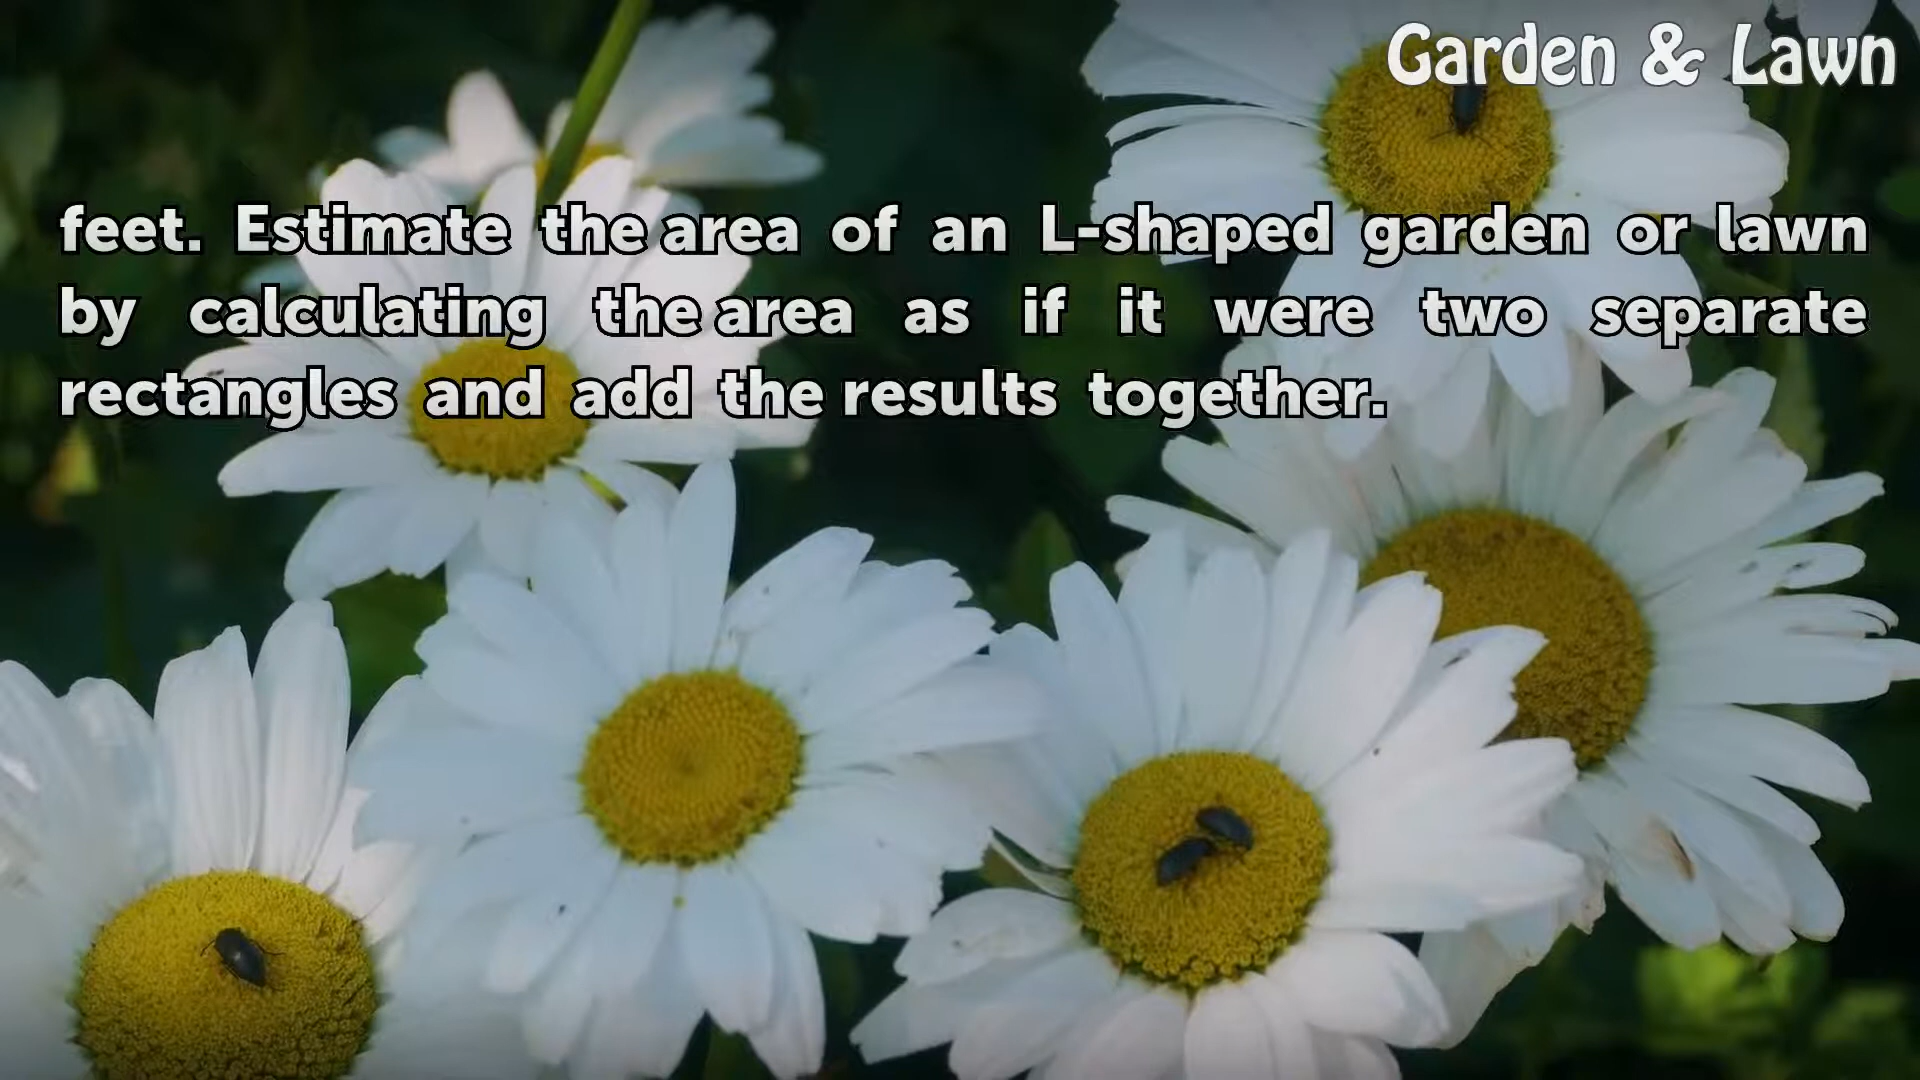 Garden & Lawn
feet. Estimate the area of an L-shaped garden or lawn
by calculating the area as if it were two separate
rectangles and add the results together.